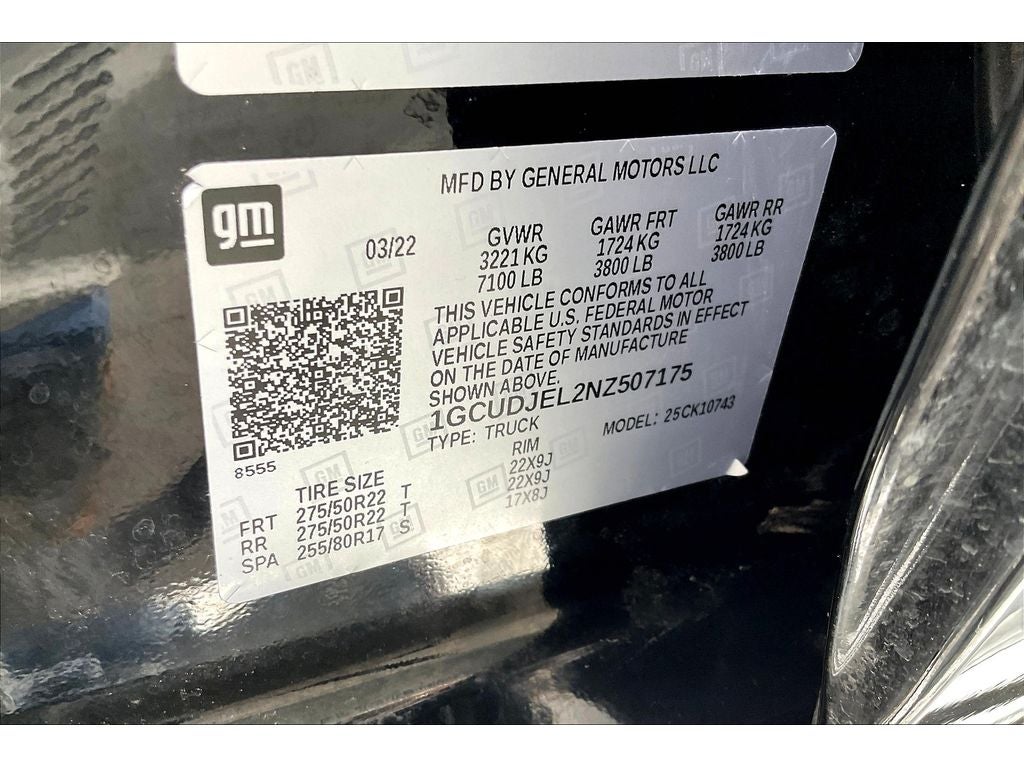 MFD BY GENERAL MOTORS LLC
gm
03/22
GVWR
3221 KG
7100 LB
GAWR FRT
1724 KG
3800 LB
GAWR RR
1724 KG
3800 LB
THIS VEHICLE CONFORMS TO ALL
APPLICABLE U.S. FEDERAL MOTOR
VEHICLE SAFETY STANDARDS IN EFFECT
ON THE DATE OF MANUFACTURE
SHOWN ABOVE.
1GCUDJEL2NZ507175
TYPE: TRUCK
MODEL: 25CK10743
8555
TIRE SIZE
RIM
FRT 275/50R22 T 22X9J
RR 275/50R22 T 22X9J
SPA 255/80R17 S 17X8J